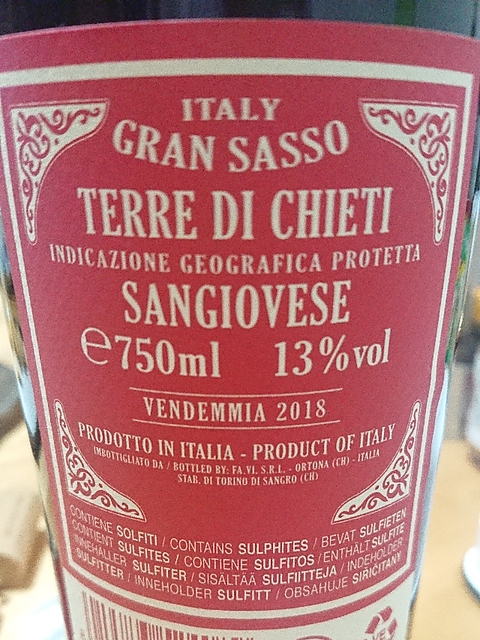 ITALY
GRAN SASSO
TERRE DI CHIETI
INDICAZIONE GEOGRAFICA PROTETTA
SANGIOVESE
℮750ml 13%vol
VENDEMMIA 2018
PRODOTTO IN ITALIA - PRODUCT OF ITALY
IMBOTTIGLIATO DA / BOTTLED BY: FA.VI. S.R.L. - ORTONA (CH) - ITALIA
STAB. DI TORINO DI SANGRO (CH)
CONTIENE SOLFITI / CONTAINS SULPHITES / BEVAT SULFIETEN
CONTIENT SULFITES / CONTIENE SULFITOS / ENTHÄLT SULFITE
INNEHÅLLER SULFITER / SISÄLTÄÄ SULFIITTEJA / INDEHOLDER
SULFITTER / INNEHOLDER SULFITT / OBSAHUJE SIŘIČITANY